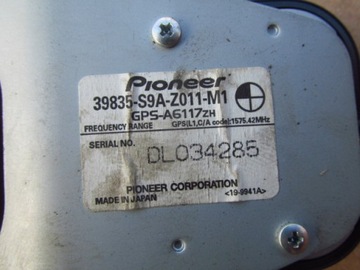 Pioneer
39835-S9A-Z011-M1
GPS-A6117ZH
FREQUENCY RANGE GPS(L1,C/A code):1575.42MHz
SERIAL NO.
DL034285
PIONEER CORPORATION
MADE IN JAPAN <19-9941A>